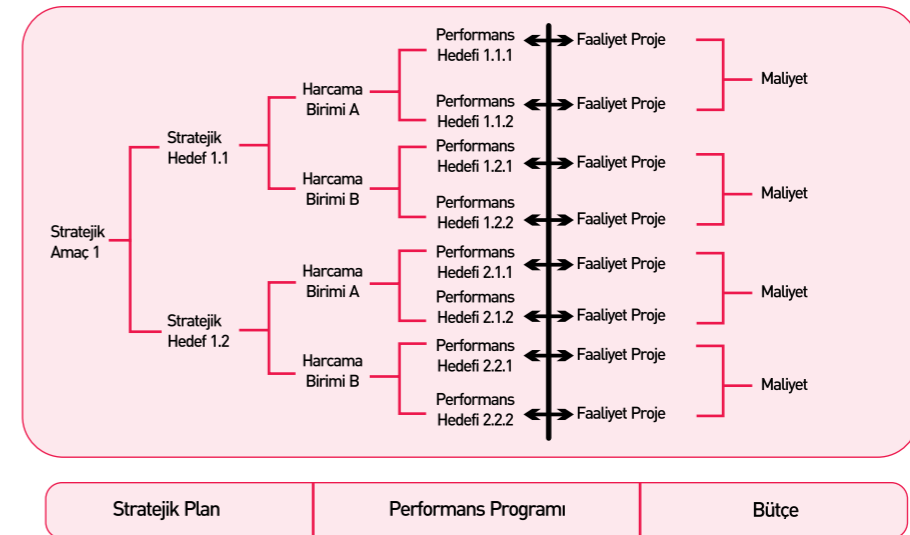 Stratejik
Amaç 1
Stratejik
Hedef 1.1
Stratejik
Hedef 1.2
Harcama
Birimi A
Harcama
Birimi B
Harcama
Birimi A
Harcama
Birimi B
Performans
Hedefi 1.1.1
Performans
Hedefi 1.1.2
Performans
Hedefi 1.2.1
Performans
Hedefi 1.2.2
Performans
Hedefi 2.1.1
Performans
Hedefi 2.1.2
Performans
Hedefi 2.2.1
Performans
Hedefi 2.2.2
Faaliyet Proje
Faaliyet Proje
Faaliyet Proje
Faaliyet Proje
Faaliyet Proje
Faaliyet Proje
Faaliyet Proje
Faaliyet Proje
Maliyet
Maliyet
Maliyet
Maliyet
Stratejik Plan
Performans Programı
Bütçe